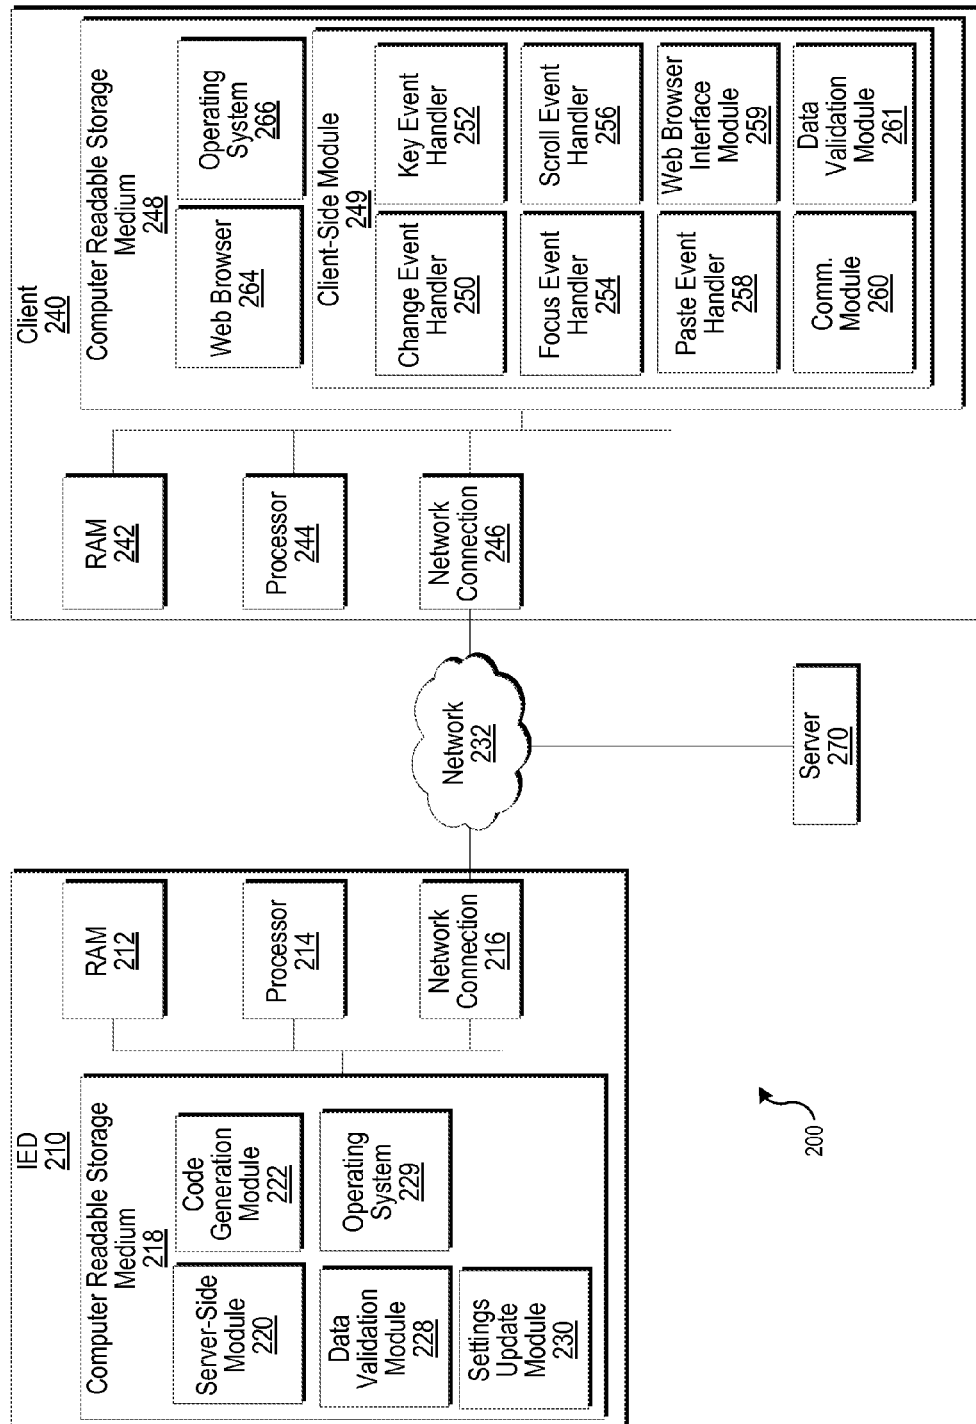 IED
210
Computer Readable Storage
Medium
218
Server-Side
Module
220
Code
Generation Module
222
Data
Validation
Module
228
Operating
System
229
Settings
Update
Module
230
RAM
212
Processor
214
Network
Connection
216
Network
232
Server
270
200
Client
240
RAM
242
Processor
244
Network
Connection
246
Computer Readable Storage
Medium
248
Web Browser
264
Operating
System
266
Client-Side Module
249
Change Event
Handler
250
Key Event
Handler
252
Focus Event
Handler
254
Scroll Event
Handler
256
Paste Event
Handler
258
Web Browser
Interface
Module
259
Comm.
Module
260
Data
Validation
Module
261